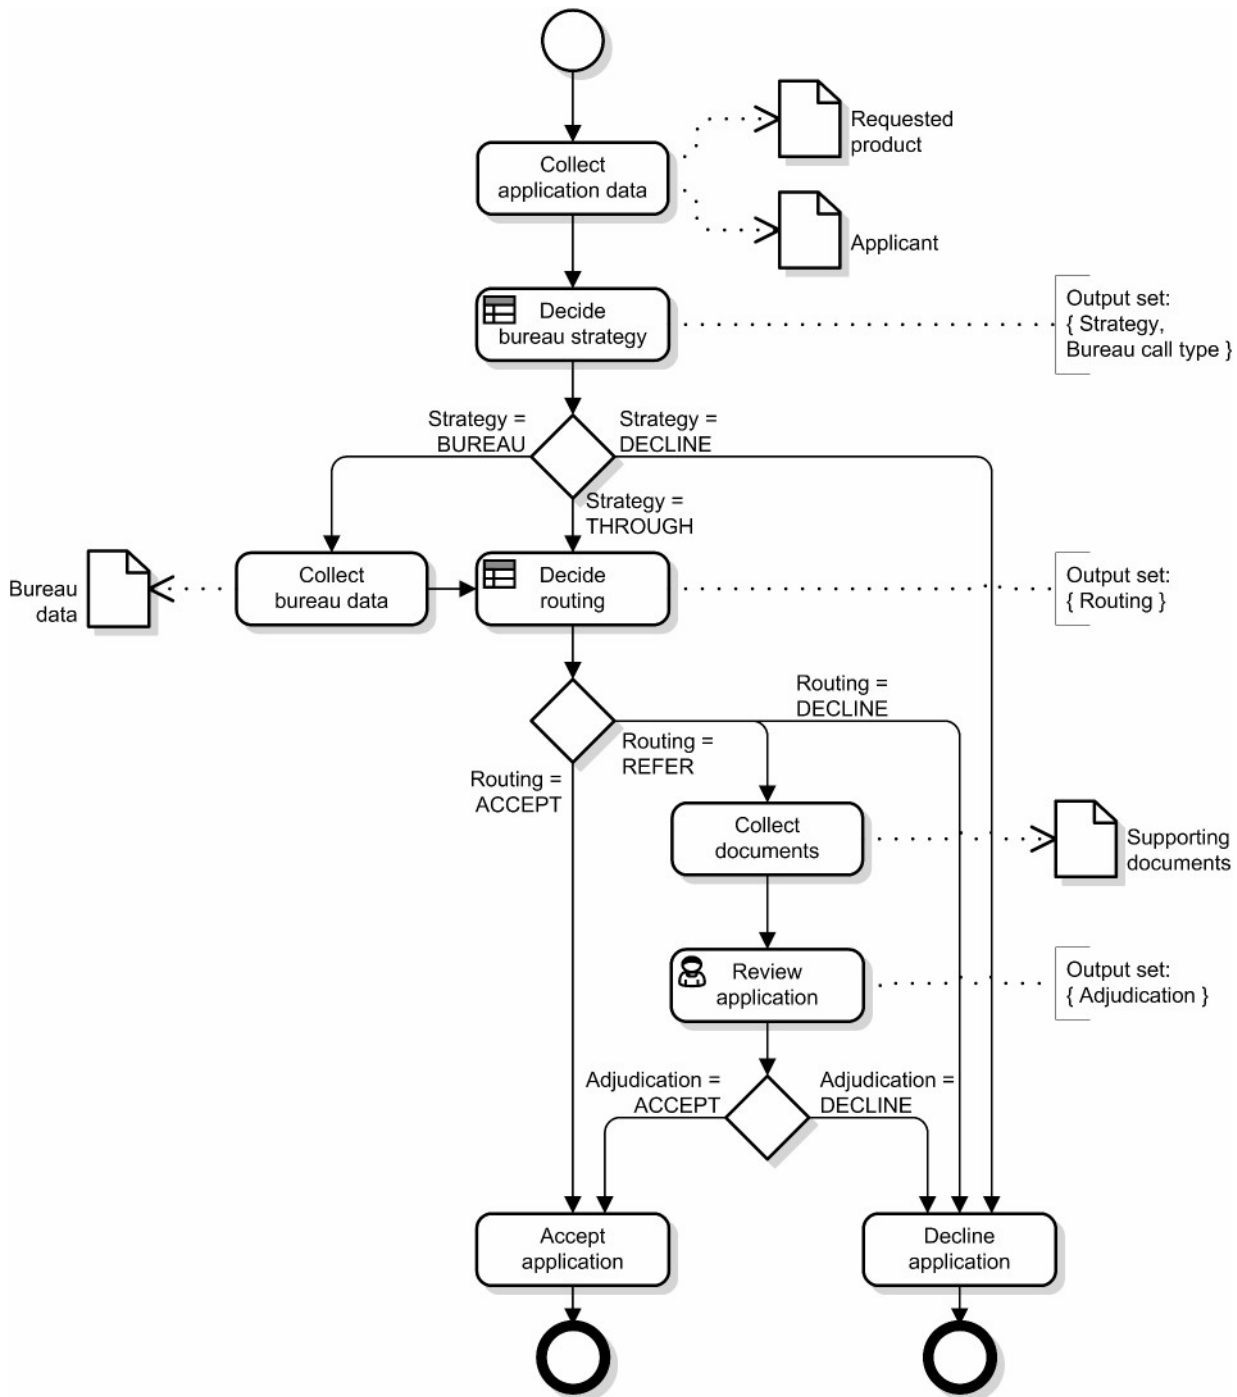 Requested
product
Collect
application data
Applicant
Decide
bureau strategy
Output set:
{ Strategy,
Bureau call type }
Strategy =
BUREAU
Strategy =
DECLINE
Strategy =
THROUGH
Bureau
data
Collect
bureau data
Decide
routing
Output set:
{ Routing }
Routing =
DECLINE
Routing =
REFER
Routing =
ACCEPT
Collect
documents
Supporting
documents
Review
application
Output set:
{ Adjudication }
Adjudication =
ACCEPT
Adjudication =
DECLINE
Accept
application
Decline
application